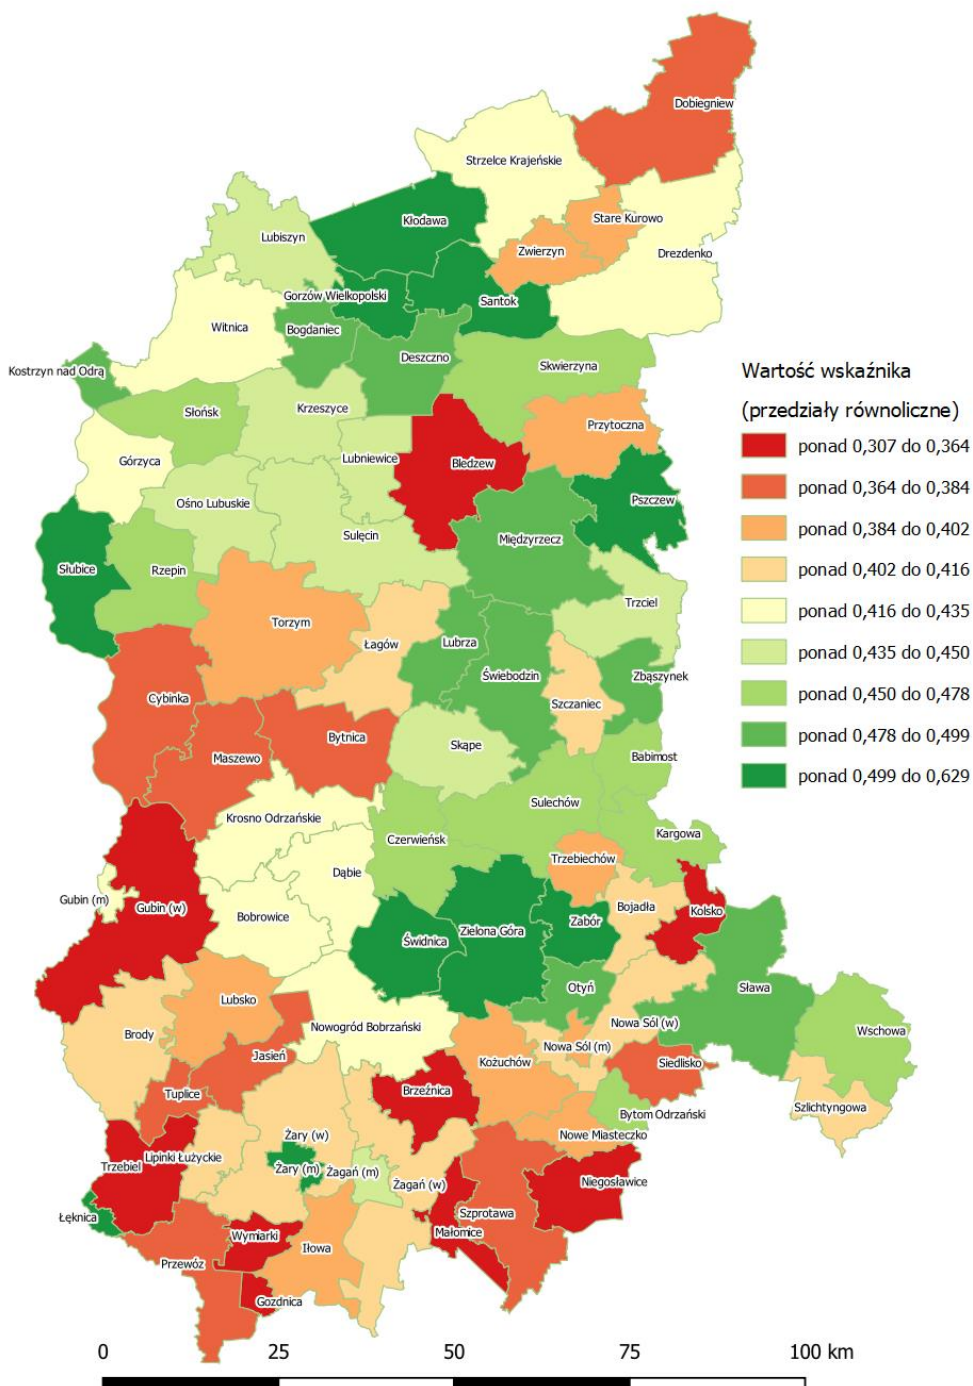 Dobiegniew
Strzelce Krajeńskie
Stare Kurowo
Kłodawa
Lubiszyn
Zwierzyn
Drezdenko
Gorzów Wielkopolski
Santok
Witnica
Bogdaniec
Deszczno
Skwierzyna
Kostrzyn nad Odrą
Wartość wskaźnika
(przedziały równoliczne)
ponad 0,307 do 0,364
ponad 0,364 do 0,384
ponad 0,384 do 0,402
ponad 0,402 do 0,416
ponad 0,416 do 0,435
ponad 0,435 do 0,450
ponad 0,450 do 0,478
ponad 0,478 do 0,499
ponad 0,499 do 0,629
Słońsk
Krzeszyce
Przytoczna
Górzyca
Lubniewice
Bledzew
Ośno Lubuskie
Pszczew
Sulęcin
Międzyrzecz
Słubice
Rzepin
Trzciel
Torzym
Łagów
Lubrza
Świebodzin
Zbąszynek
Cybinka
Szczaniec
Bytnica
Skąpe
Maszewo
Babimost
Sulechów
Krosno Odrzańskie
Czerwieńsk
Kargowa
Trzebiechów
Dąbie
Gubin (m)
Gubin (w)
Bobrowice
Bojadła
Kolsko
Zabór
Zielona Góra
Świdnica
Otyń
Sława
Lubsko
Nowogród Bobrzański
Nowa Sól (w)
Wschowa
Brody
Nowa Sól (m)
Jasień
Kożuchów
Siedlisko
Tuplice
Brzeźnica
Szlichtyngowa
Bytom Odrzański
Żary (w)
Nowe Miasteczko
Lipinki Łużyckie
Trzebiel
Żary (m)
Żagań (m)
Żagań (w)
Niegosławice
Łęknica
Szprotawa
Wymiarki
Małomice
Iłowa
Przewóz
Gozdnica
0 25 50 75 100 km